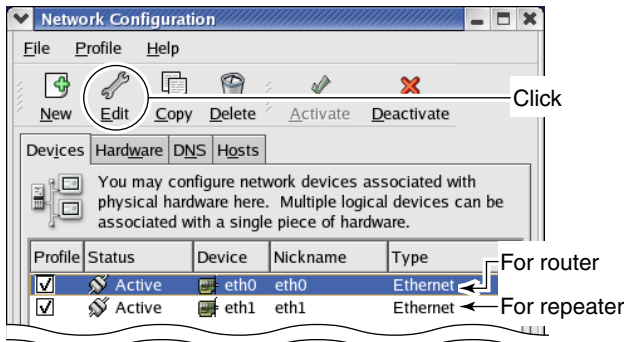 Network Configuration
File Profile Help
New Edit Copy Delete Activate Deactivate
Click
Devices Hardware DNS Hosts
You may configure network devices associated with
physical hardware here. Multiple logical devices can be
associated with a single piece of hardware.
Profile Status Device Nickname Type
Active eth0 eth0 Ethernet For router
Active eth1 eth1 Ethernet For repeater